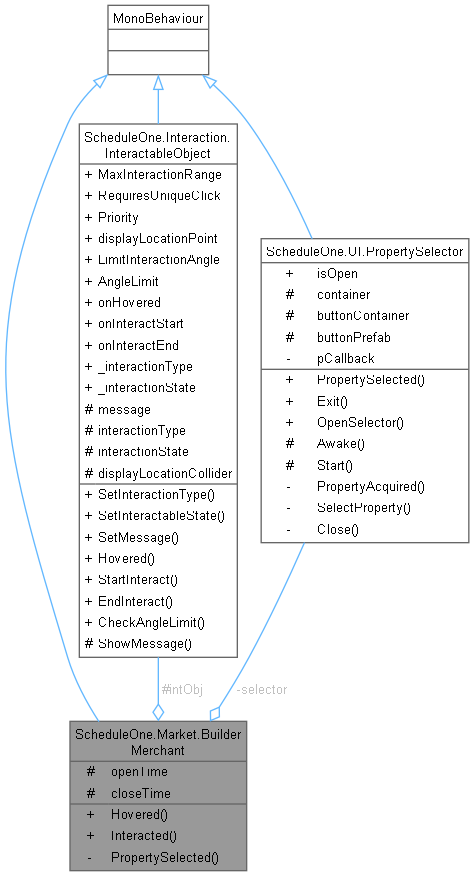 MonoBehaviour
ScheduleOne.Interaction.
InteractableObject
+ MaxInteractionRange
+ RequiresUniqueClick
+ Priority
+ displayLocationPoint
+ LimitInteractionAngle
+ AngleLimit
+ onHovered
+ onInteractStart
+ onInteractEnd
+ _interactionType
+ _interactionState
# message
# interactionType
# interactionState
# displayLocationCollider
+ SetInteractionType()
+ SetInteractableState()
+ SetMessage()
+ Hovered()
+ StartInteract()
+ EndInteract()
+ CheckAngleLimit()
# ShowMessage()
ScheduleOne.UI.PropertySelector
+ isOpen
# container
# buttonContainer
# buttonPrefab
- pCallback
+ PropertySelected()
+ Exit()
+ OpenSelector()
# Awake()
# Start()
- PropertyAcquired()
- SelectProperty()
- Close()
#intObj
-selector
ScheduleOne.Market.Builder
Merchant
# openTime
# closeTime
+ Hovered()
+ Interacted()
- PropertySelected()